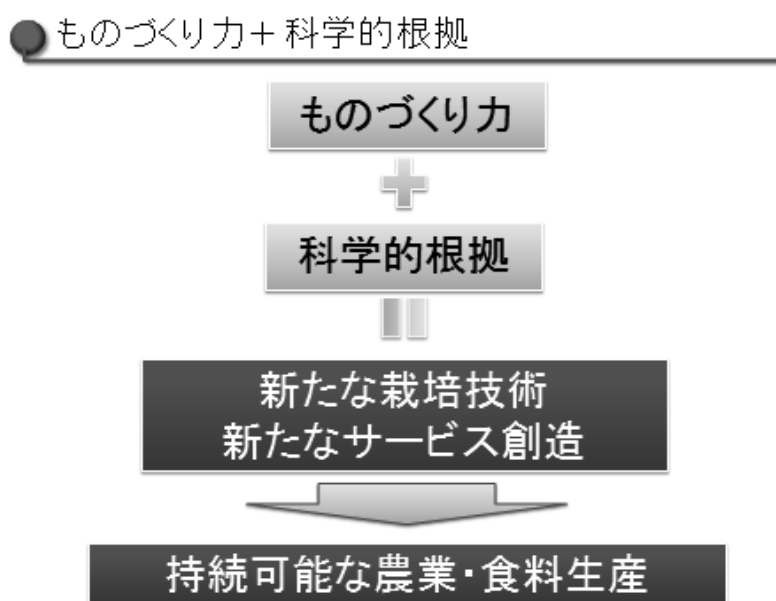 ものづくり力＋科学的根拠
ものづくり力
科学的根拠
新たな栽培技術
新たなサービス創造
持続可能な農業・食料生産